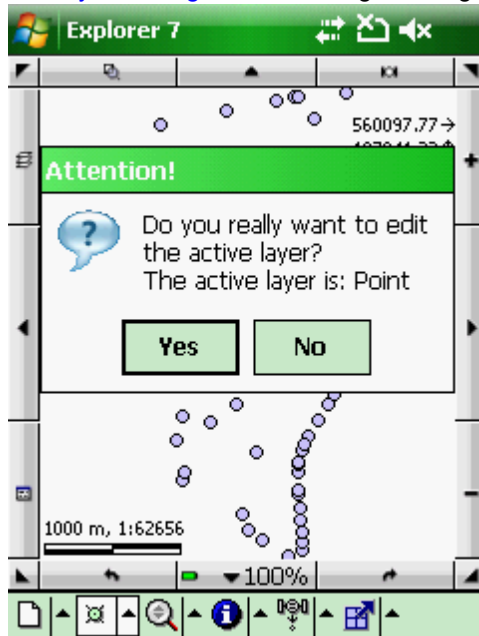 Explorer 7
560097.77
Attention!
Do you really want to edit
the active layer?
The active layer is: Point
Yes
No
1000 m, 1:62656
100%